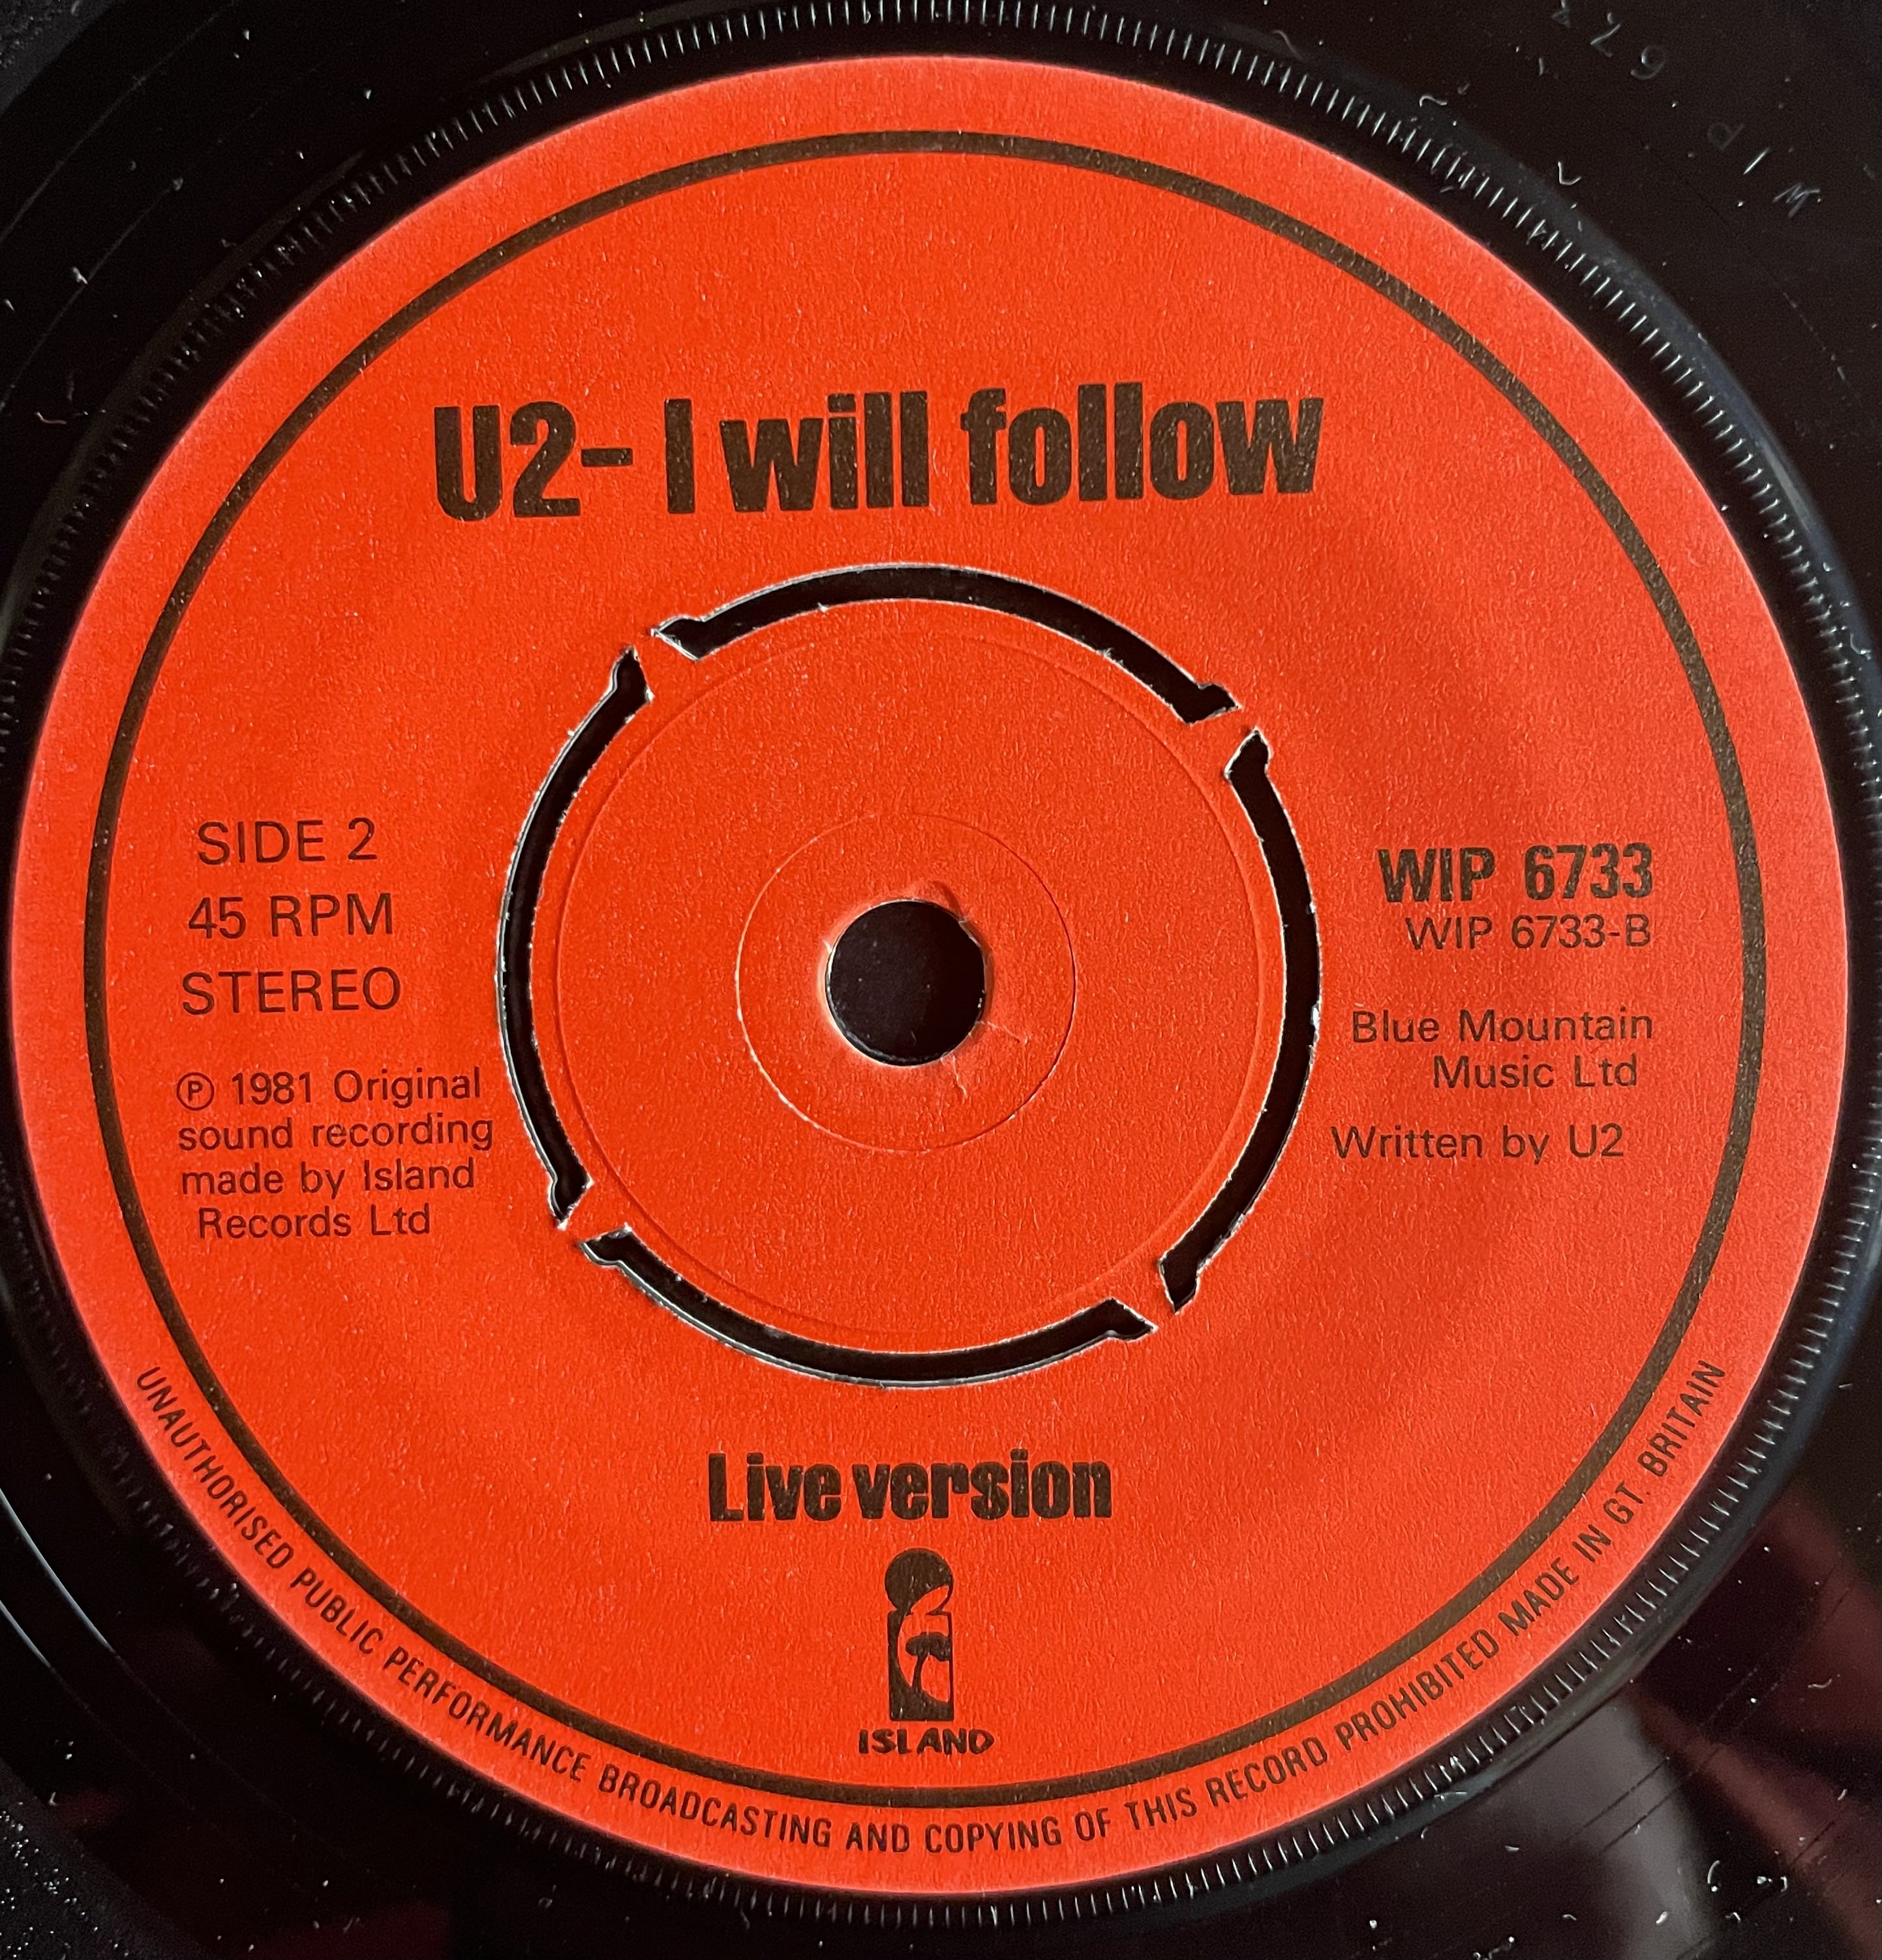 U2- I will follow
SIDE 2
45 RPM
STEREO
Ⓟ 1981 Original
sound recording
made by Island
Records Ltd
WIP 6733
WIP 6733-B
Blue Mountain
Music Ltd
Written by U2
Live version
ISLAND
UNAUTHORISED PUBLIC PERFORMANCE BROADCASTING AND COPYING OF THIS RECORD PROHIBITED MADE IN GT. BRITAIN